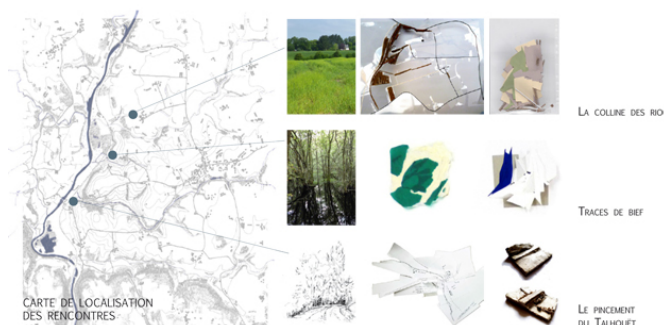 LA COLLINE DES RIO
TRACES DE BIEF
CARTE DE LOCALISATION
DES RENCONTRES
LE PINCEMENT
DU TALHOUËT